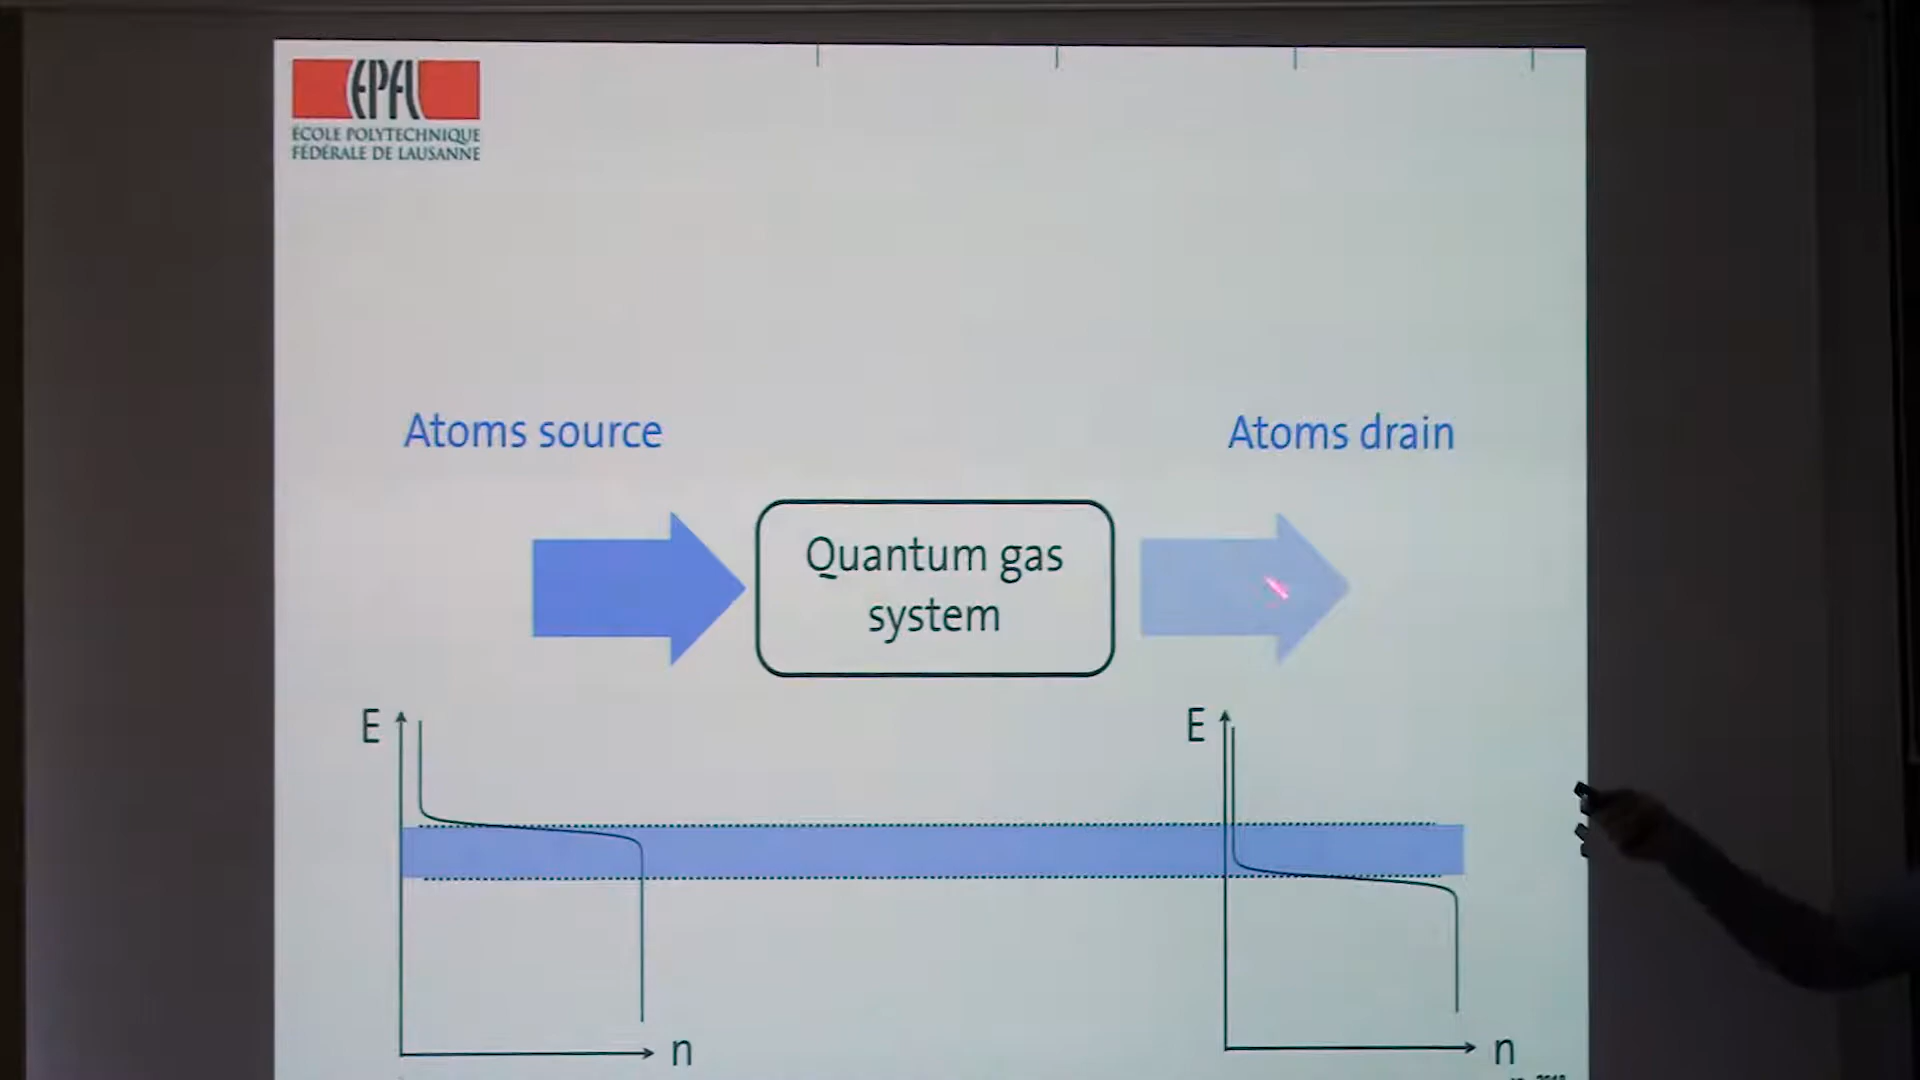 EPFL
ÉCOLE POLYTECHNIQUE
FÉDÉRALE DE LAUSANNE
Atoms source
Atoms drain
Quantum gas
system
E
E
n
n